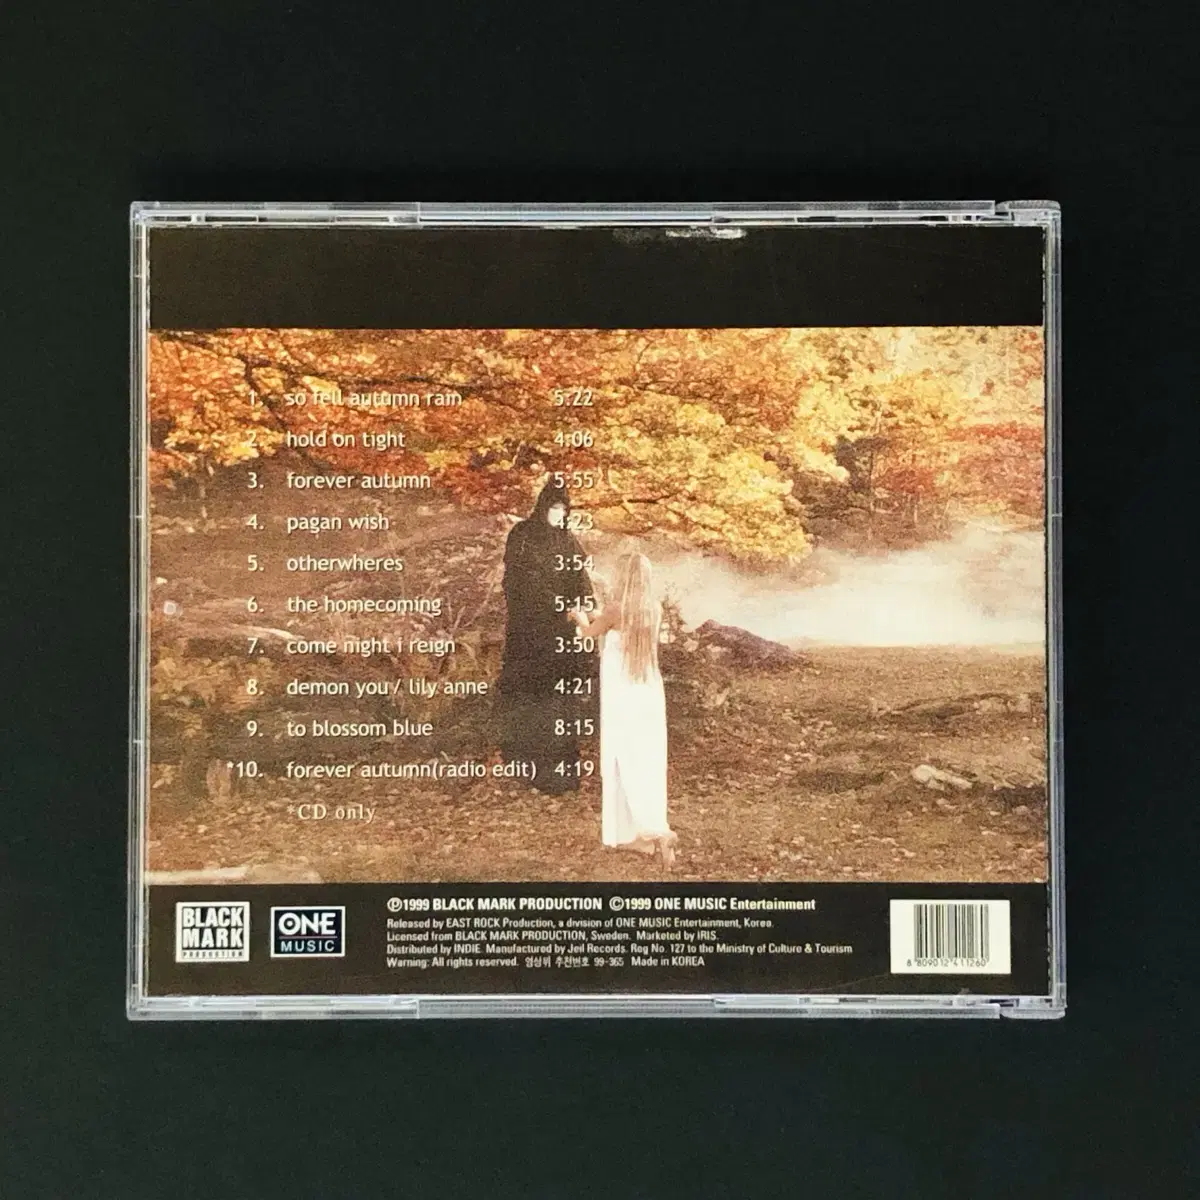 1. so fell autumn rain 5:22
2. hold on tight 4:06
3. forever autumn 5:55
4. pagan wish 4:23
5. otherwheres 3:54
6. the homecoming 5:15
7. come night i reign 3:50
8. demon you / lily anne 4:21
9. to blossom blue 8:15
*10. forever autumn(radio edit) 4:19
*CD only
BLACK
MARK
PRODUCTION
ONE
MUSIC
℗1999 BLACK MARK PRODUCTION ©1999 ONE MUSIC Entertainment
Released by EAST ROCK Production, a division of ONE MUSIC Entertainment, Korea.
Licensed from BLACK MARK PRODUCTION, Sweden. Marketed by IRIS.
Distributed by INDIE. Manufactured by Jeil Records. Reg No. 127 to the Ministry of Culture & Tourism
Warning: All rights reserved. 영상위 추천번호 99-365 Made in KOREA
8 809012 411260